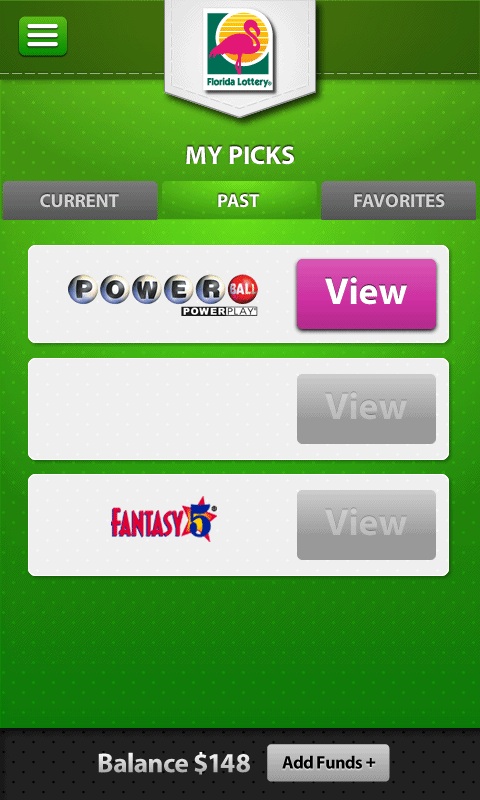 Florida Lottery®
MY PICKS
CURRENT
PAST
FAVORITES
POWERBALL
POWERPLAY
View
View
FANTASY 5®
View
Balance $148
Add Funds +